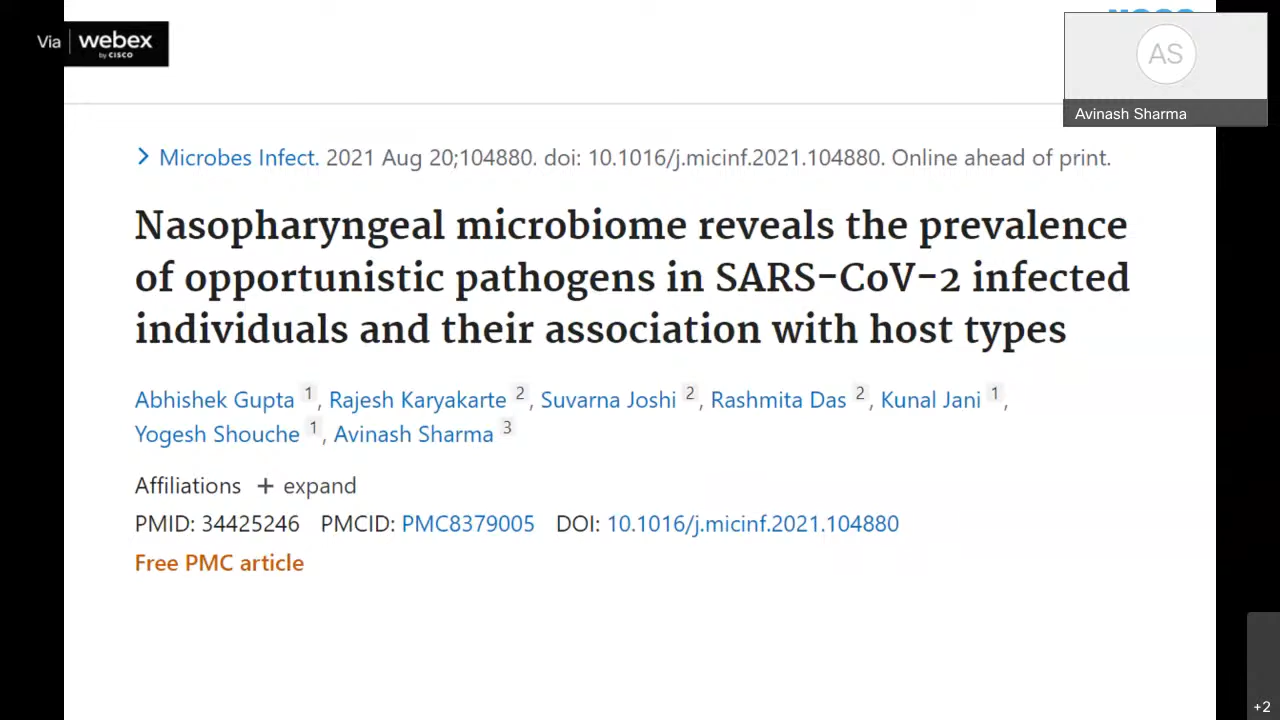 Via webex
by CISCO
AS
Avinash Sharma
> Microbes Infect. 2021 Aug 20;104880. doi: 10.1016/j.micinf.2021.104880. Online ahead of print.
Nasopharyngeal microbiome reveals the prevalence
of opportunistic pathogens in SARS-CoV-2 infected
individuals and their association with host types
Abhishek Gupta 1, Rajesh Karyakarte 2, Suvarna Joshi 2, Rashmita Das 2, Kunal Jani 1,
Yogesh Shouche 1, Avinash Sharma 3
Affiliations + expand
PMID: 34425246 PMCID: PMC8379005 DOI: 10.1016/j.micinf.2021.104880
Free PMC article
+2